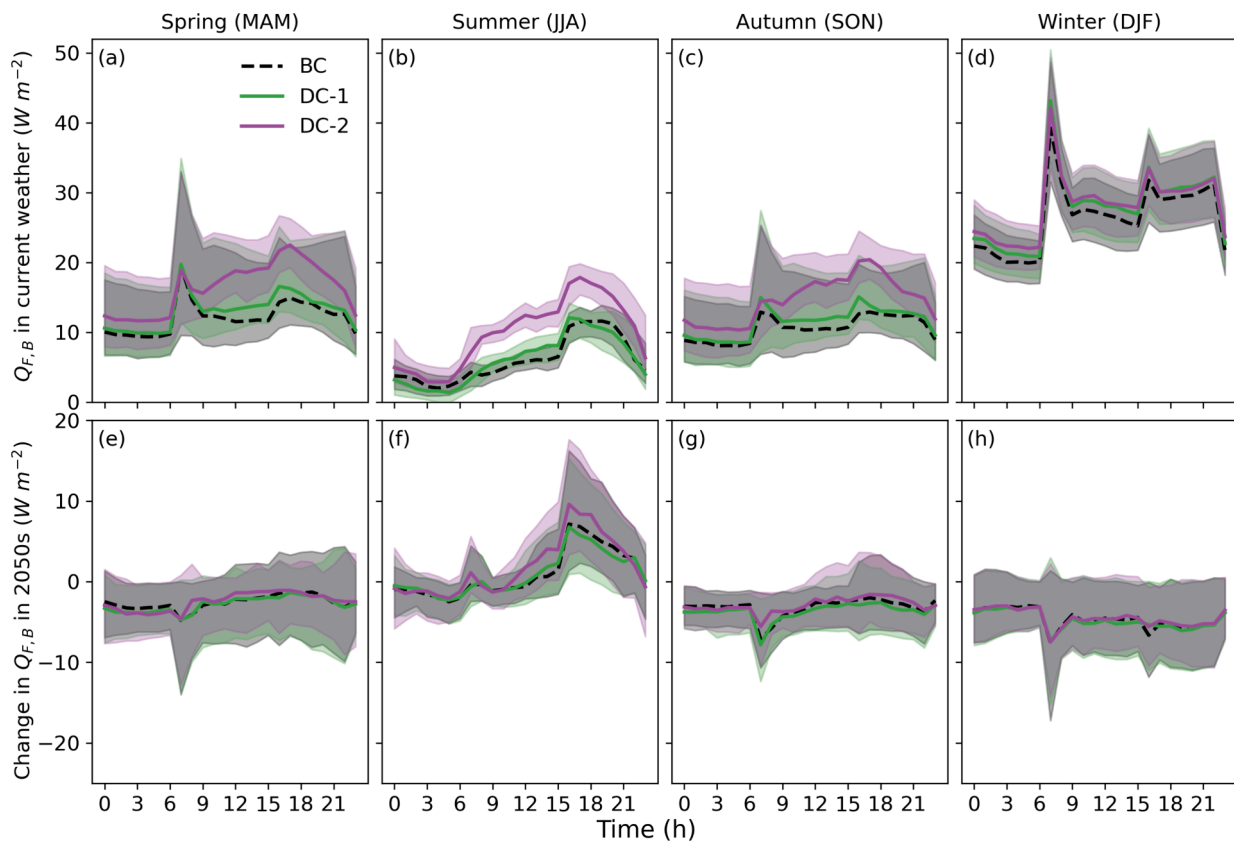 Spring (MAM)
Summer (JJA)
Autumn (SON)
Winter (DJF)
Q_{F,B} in current weather (W m^{-2})
50
40
30
20
10
0
(a)
BC
DC-1
DC-2
(b)
(c)
(d)
Change in Q_{F,B} in 2050s (W m^{-2})
20
10
0
−10
−20
(e)
(f)
(g)
(h)
0 3 6 9 12 15 18 21
0 3 6 9 12 15 18 21
0 3 6 9 12 15 18 21
0 3 6 9 12 15 18 21
Time (h)